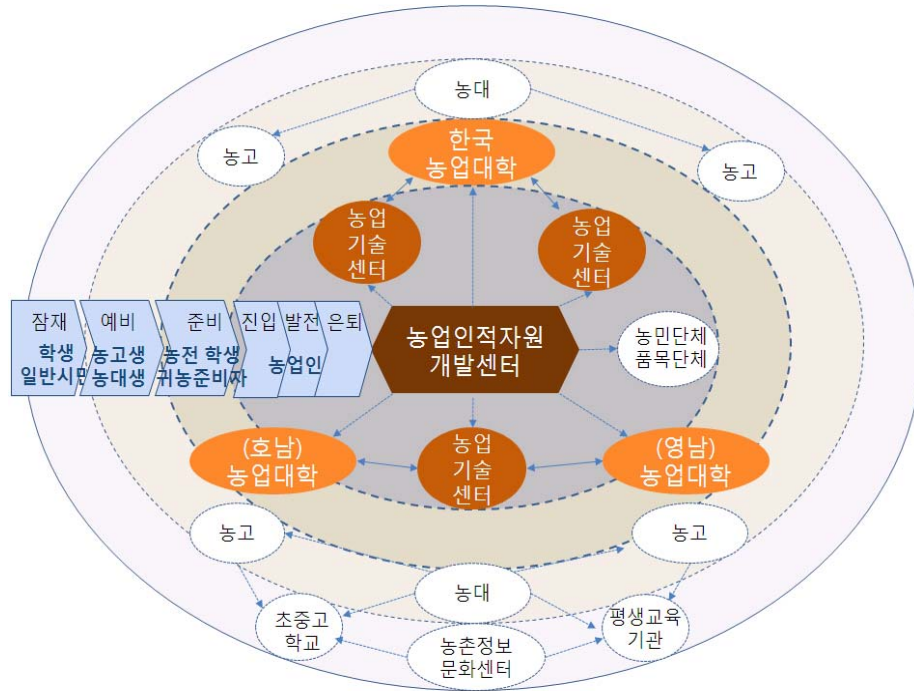 농대
한국
농업대학
농고
농고
농업
기술
센터
농업
기술
센터
잠재
학생
일반시민
예비
농고생
농대생
준비
농전 학생
귀농준비자
진입
발전
은퇴
농업인
농업인적자원
개발센터
농민단체
품목단체
(호남)
농업대학
농업
기술
센터
(영남)
농업대학
농고
농고
농대
초중고
학교
농촌정보
문화센터
평생교육
기관